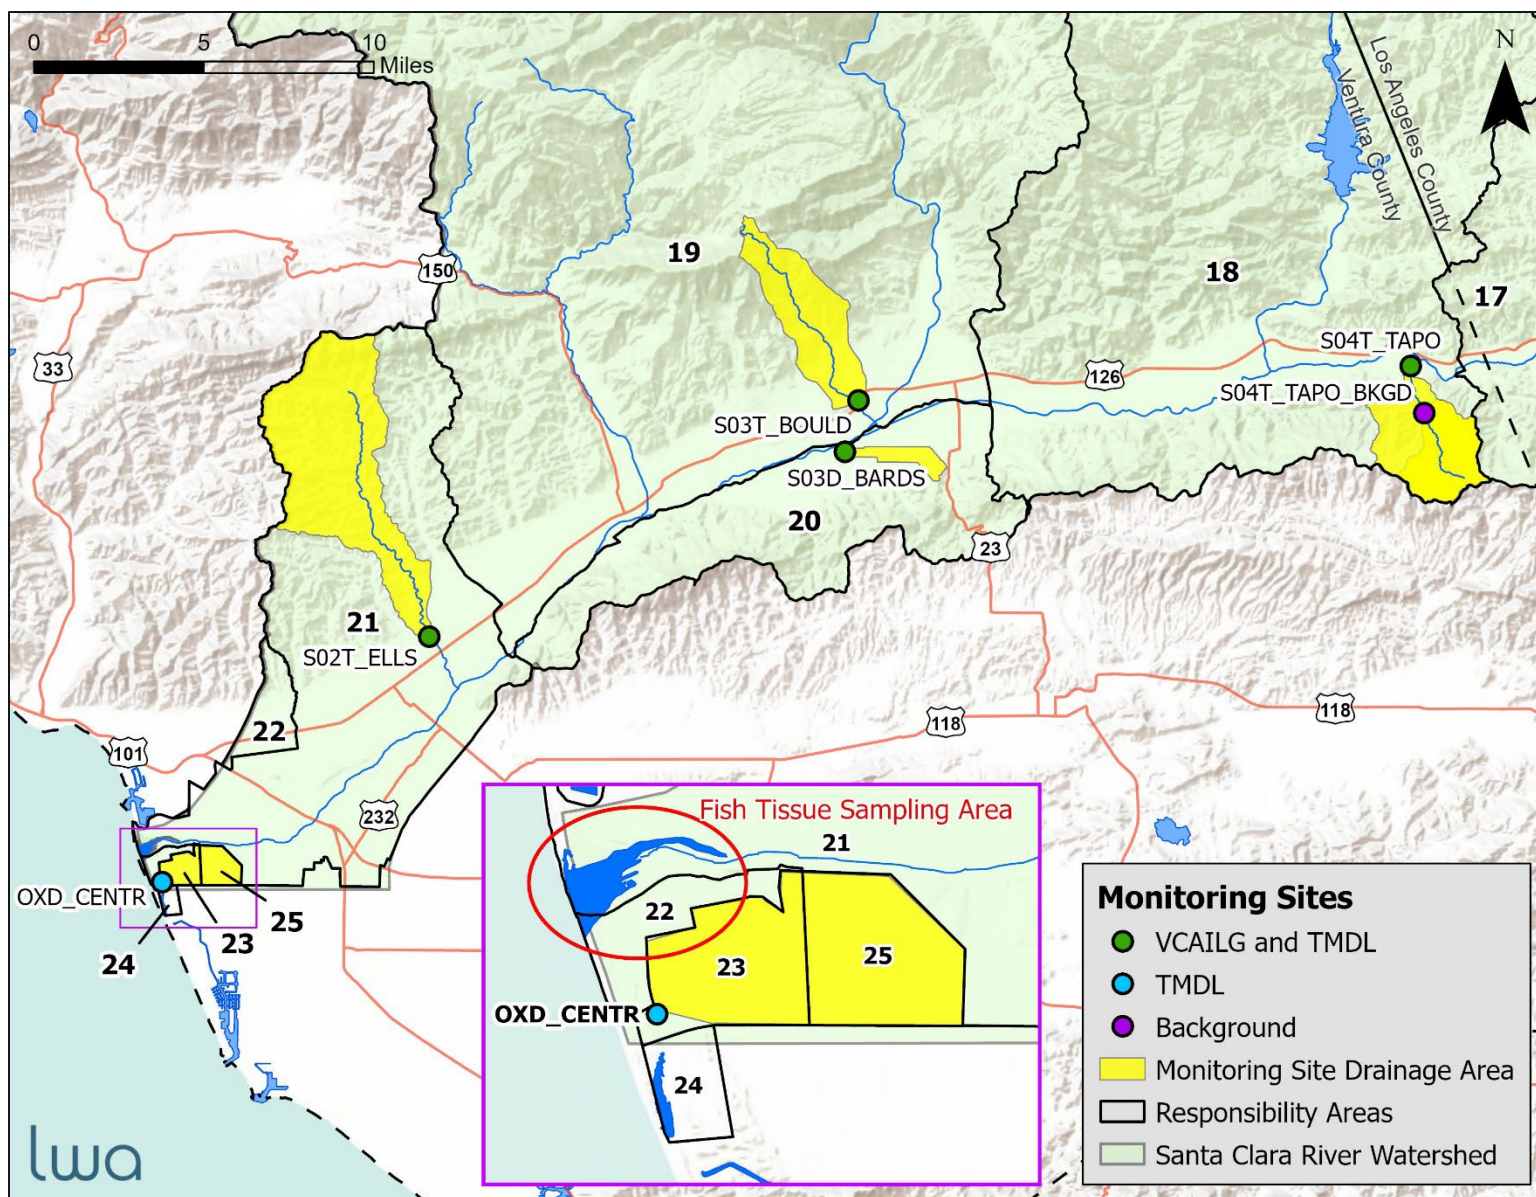 0 5 10
Miles
N
Los Angeles County
Ventura County
19
18
17
150
33
126
S04T_TAPO
S04T_TAPO_BKGD
S03T_BOULD
S03D_BARDS
20
23
21
S02T_ELLS
22
101
118
118
232
OXD_CENTR
25
23
24
Fish Tissue Sampling Area
21
22
23
25
OXD_CENTR
24
Monitoring Sites
VCAILG and TMDL
TMDL
Background
Monitoring Site Drainage Area
Responsibility Areas
Santa Clara River Watershed
lwa